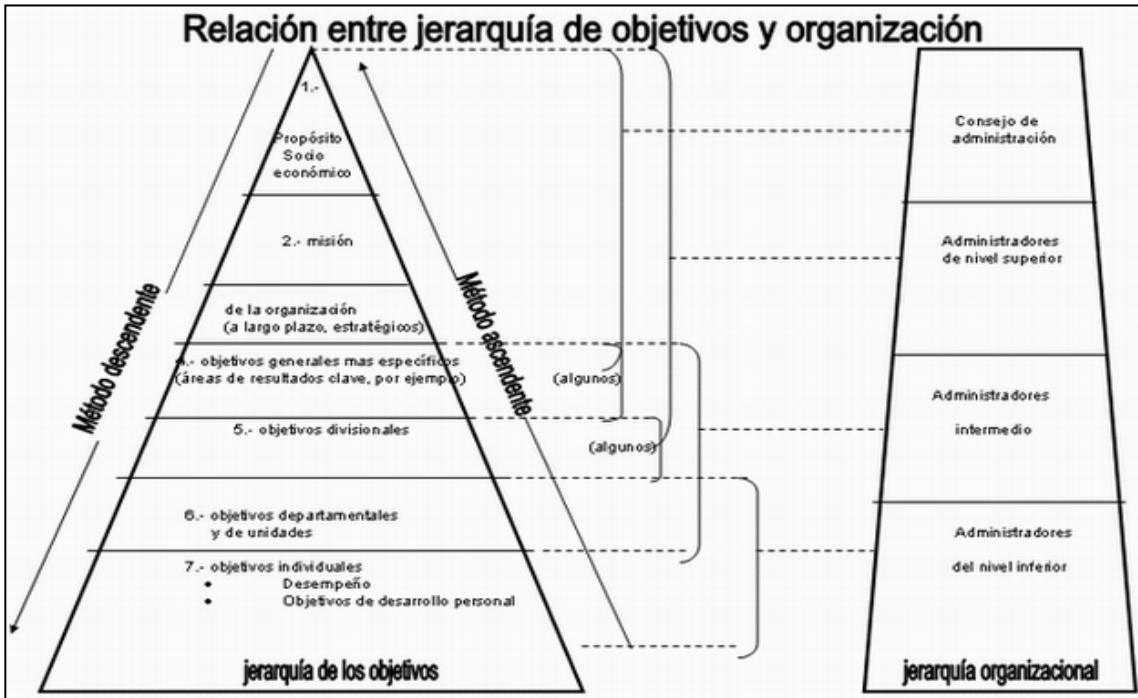 Relación entre jerarquía de objetivos y organización
1.-
Propósito
Socio
económico
2.- misión
de la organización
(a largo plazo, estratégicos)
4.- objetivos generales mas específicos
(áreas de resultados clave, por ejemplo)
5.- objetivos divisionales
6.- objetivos departamentales
y de unidades
7.- objetivos individuales
• Desempeño
• Objetivos de desarrollo personal
jerarquía de los objetivos
Método descendente
Método ascendente
(algunos)
(algunos)
Consejo de
administración
Administradores
de nivel superior
Administradores
intermedio
Administradores
del nivel inferior
jerarquía organizacional